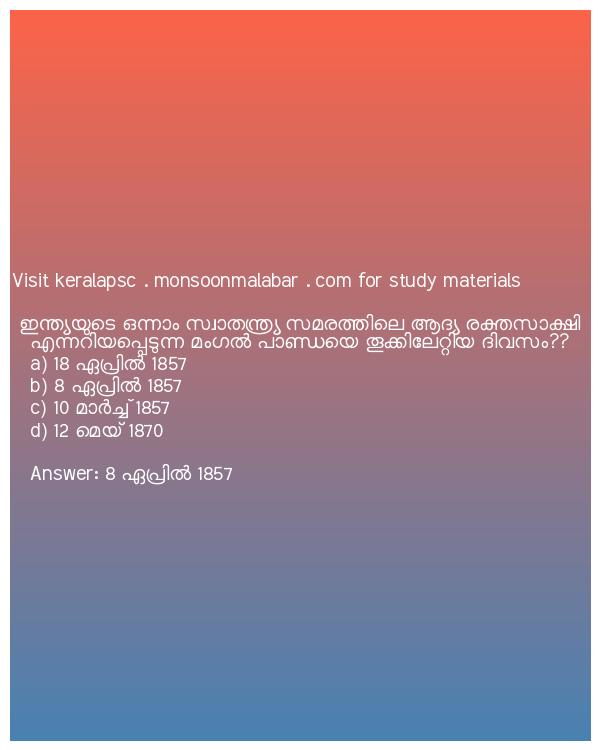 Visit keralapsc . monsoonmalabar . com for study materials
ഇന്ത്യയുടെ ഒന്നാം സ്വാതന്ത്ര്യ സമരത്തിലെ ആദ്യ രക്തസാക്ഷി
എന്നറിയപ്പെടുന്ന മംഗൽ പാണ്ഡയെ തൂക്കിലേറ്റിയ ദിവസം??
a) 18 ഏപ്രിൽ 1857
b) 8 ഏപ്രിൽ 1857
c) 10 മാർച്ച് 1857
d) 12 മെയ് 1870
Answer: 8 ഏപ്രിൽ 1857